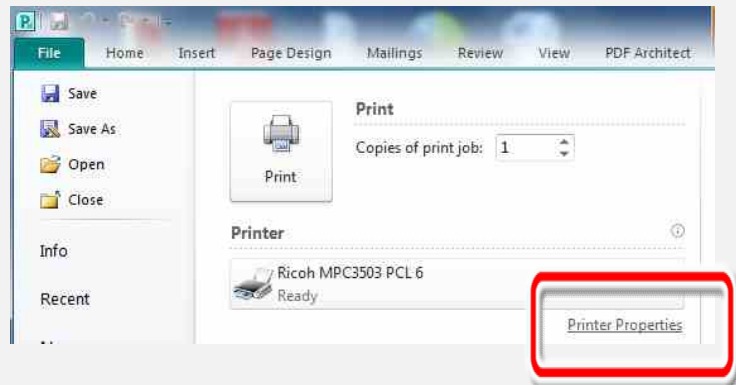 P
File Home Insert Page Design Mailings Review View PDF Architect
Save
Save As
Open
Close
Info
Recent
Print
Print
Copies of print job: 1
Printer
Ricoh MPC3503 PCL 6
Ready
Printer Properties